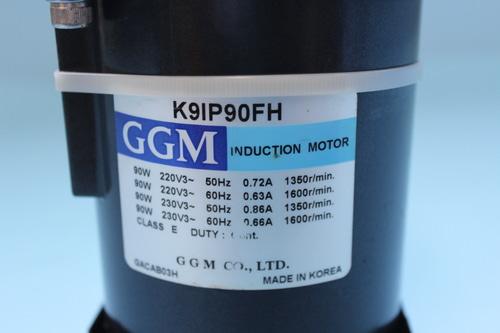 K9IP90FH
GGM INDUCTION MOTOR
90W 220V3~ 50Hz 0.72A 1350r/min.
90W 220V3~ 60Hz 0.63A 1600r/min.
90W 230V3~ 50Hz 0.86A 1350r/min.
90W 230V3~ 60Hz 0.66A 1600r/min.
CLASS E DUTY : Cont.
GGM CO., LTD.
GACAB03H MADE IN KOREA